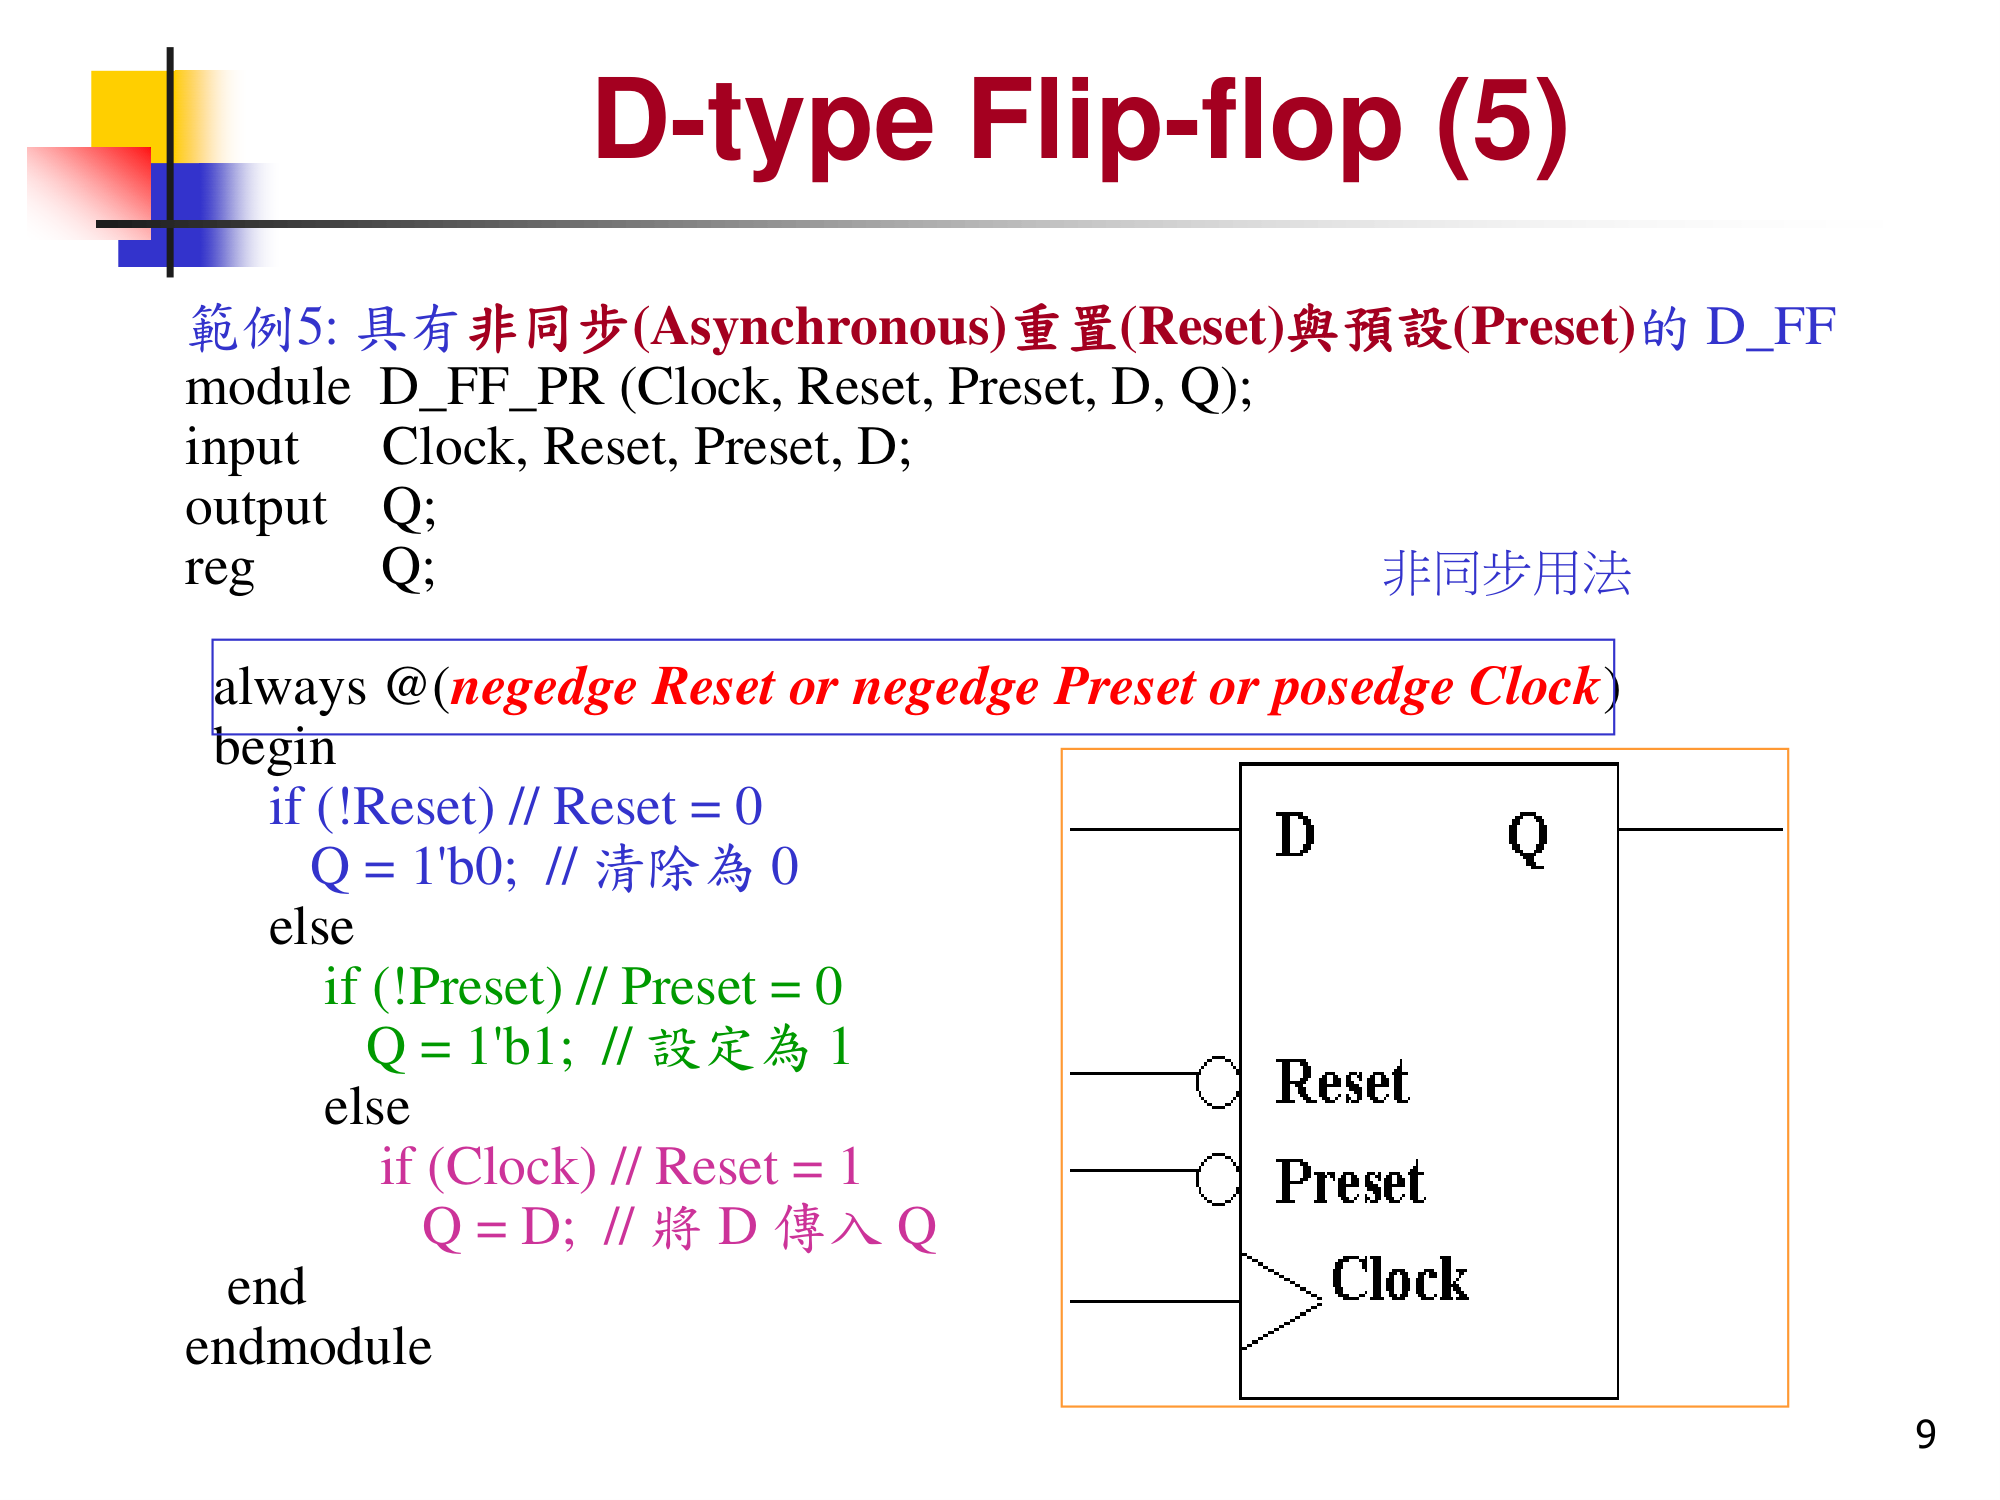 D-type Flip-flop (5)
範例5: 具有非同步(Asynchronous)重置(Reset)與預設(Preset)的 D_FF
module D_FF_PR (Clock, Reset, Preset, D, Q);
input Clock, Reset, Preset, D;
output Q;
reg Q;
非同步用法
always @(negedge Reset or negedge Preset or posedge Clock)
begin
if (!Reset) // Reset = 0
Q = 1'b0; // 清除為 0
else
if (!Preset) // Preset = 0
Q = 1'b1; // 設定為 1
else
if (Clock) // Reset = 1
Q = D; // 將 D 傳入 Q
end
endmodule
D Q
Reset
Preset
Clock
9